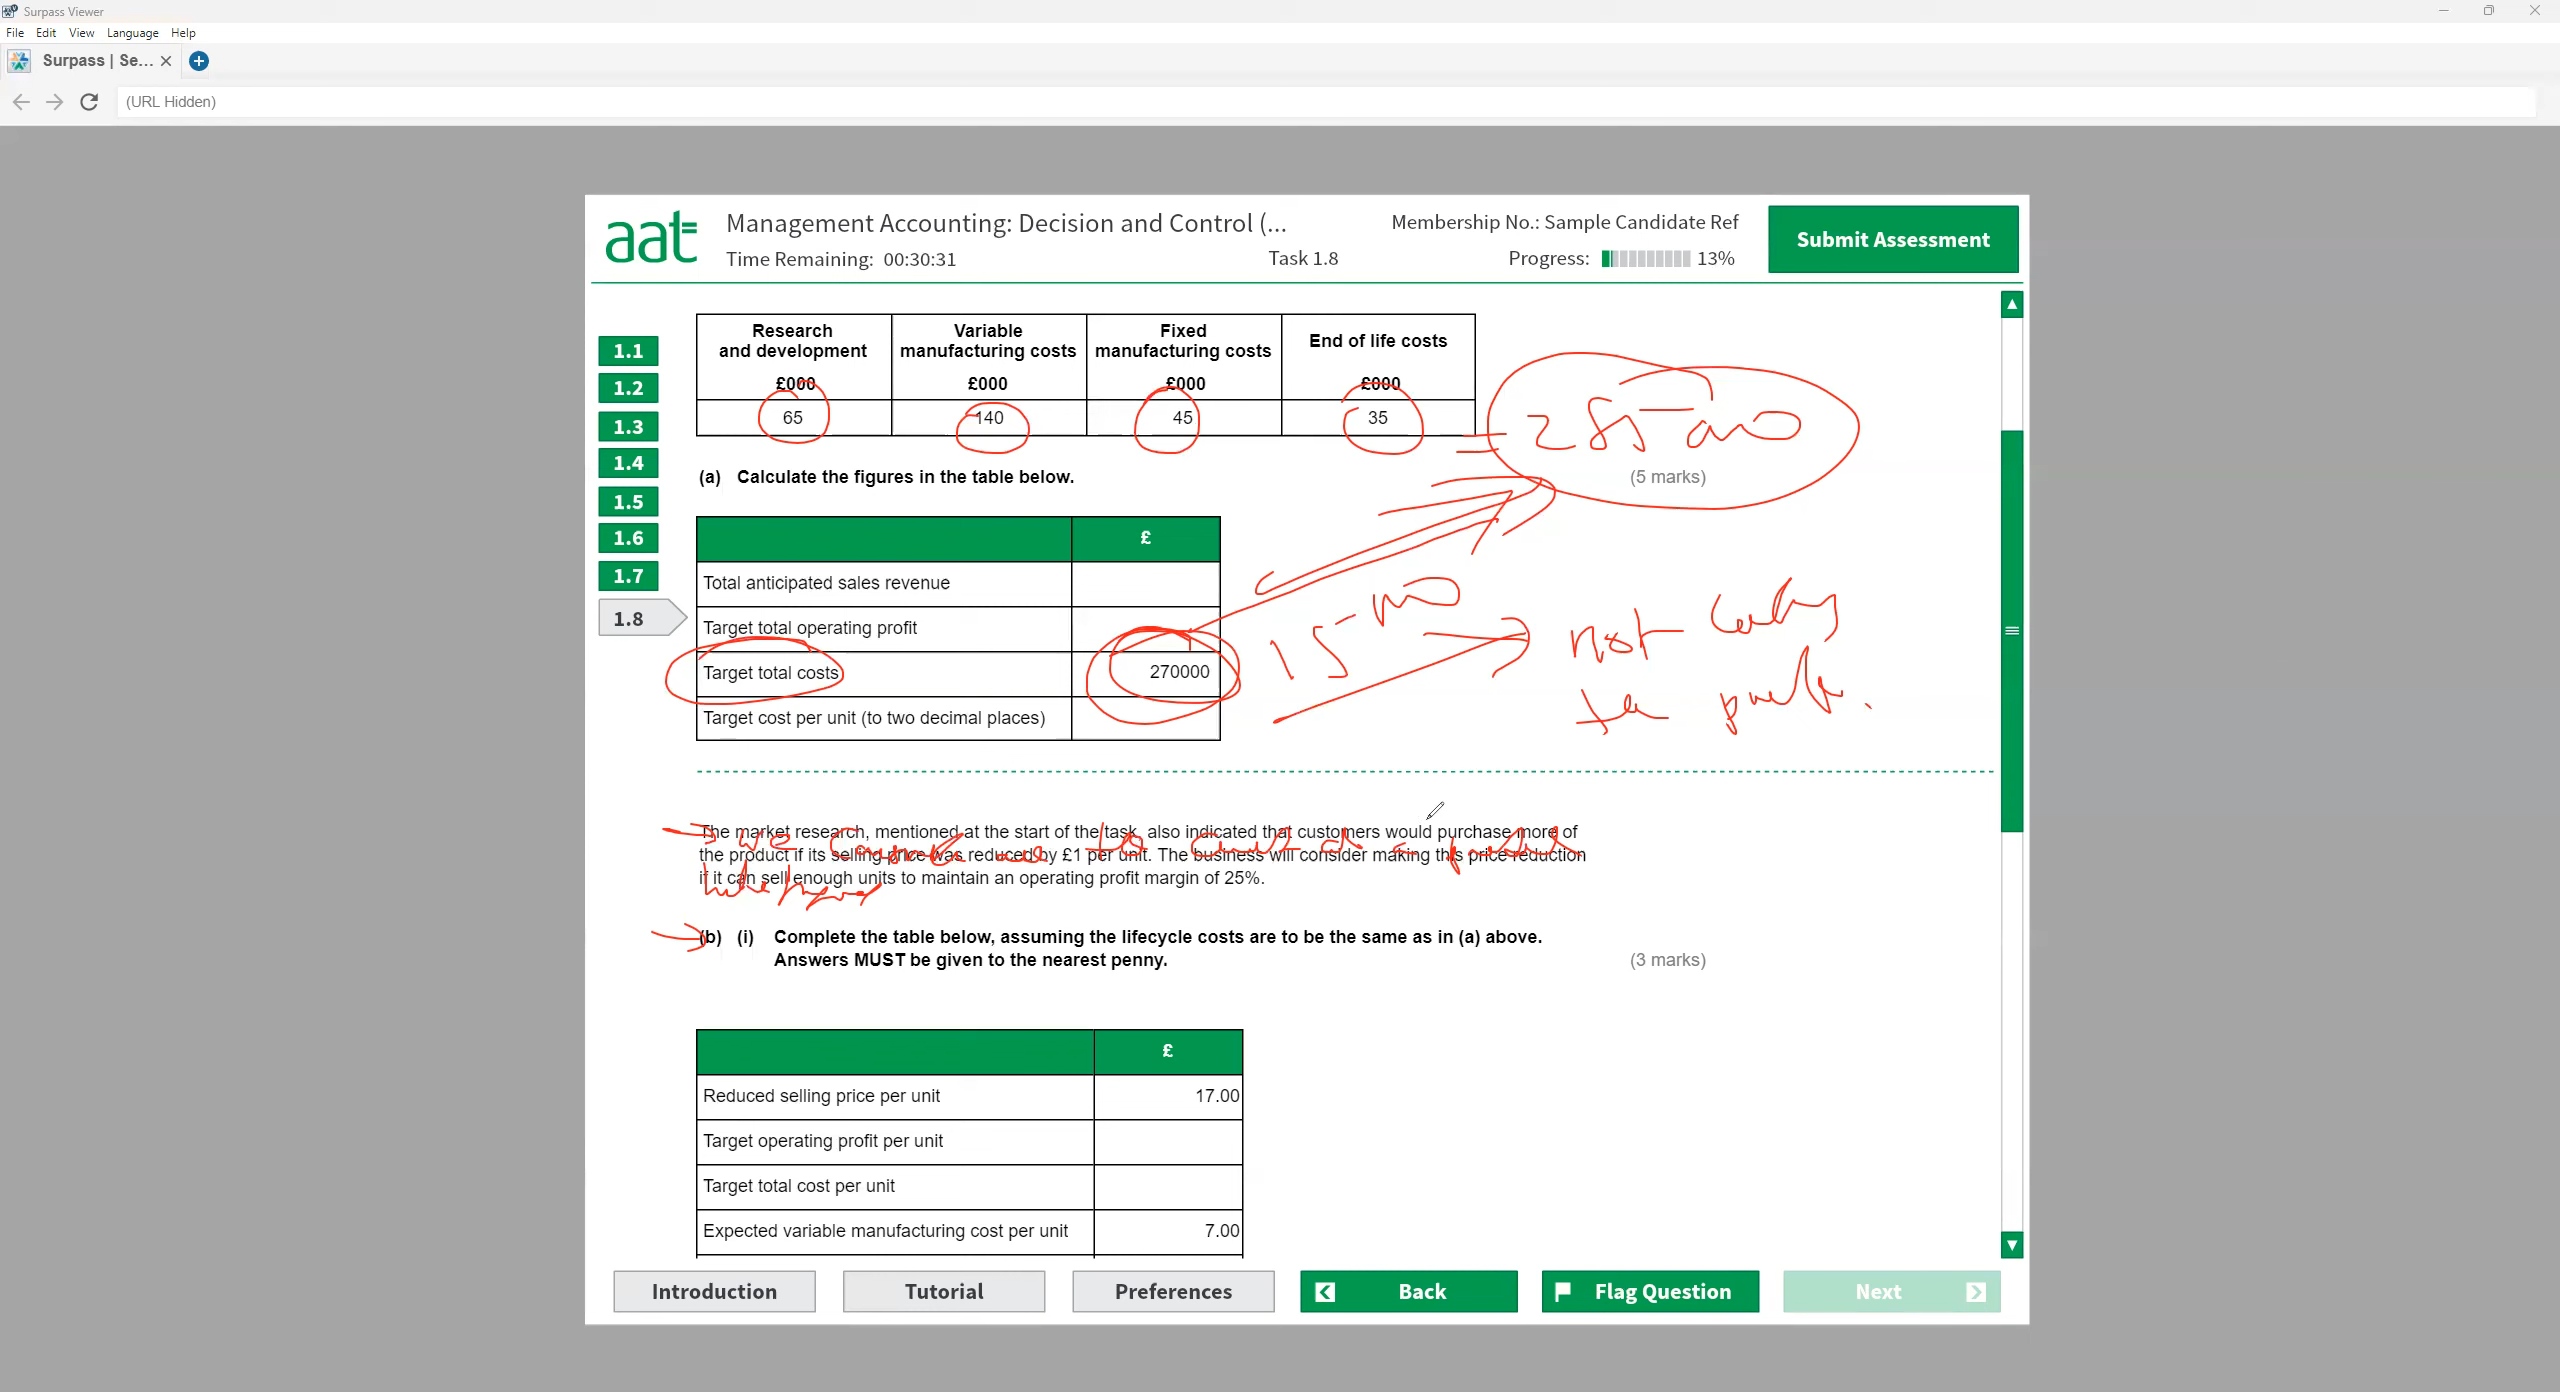 Surpass Viewer
File Edit View Language Help
Surpass | Se...
(URL Hidden)
aat
Management Accounting: Decision and Control (...
Membership No.: Sample Candidate Ref
Submit Assessment
Time Remaining: 00:30:31
Task 1.8
Progress: 13%
1.1
1.2
1.3
1.4
1.5
1.6
1.7
1.8
Research and development Variable manufacturing costs Fixed manufacturing costs End of life costs
£000 £000 £000 £000
65 140 45 35
= 285 000
(a) Calculate the figures in the table below. (5 marks)
£
Total anticipated sales revenue
Target total operating profit
Target total costs 270000
Target cost per unit (to two decimal places)
15 000
not
The market research, mentioned at the start of the task, also indicated that customers would purchase more of
the product if its selling price was reduced by £1 per unit. The business will consider making this price reduction
if it can sell enough units to maintain an operating profit margin of 25%.
we to
(b) (i) Complete the table below, assuming the lifecycle costs are to be the same as in (a) above.
Answers MUST be given to the nearest penny. (3 marks)
£
Reduced selling price per unit 17.00
Target operating profit per unit
Target total cost per unit
Expected variable manufacturing cost per unit 7.00
Introduction Tutorial Preferences Back Flag Question Next